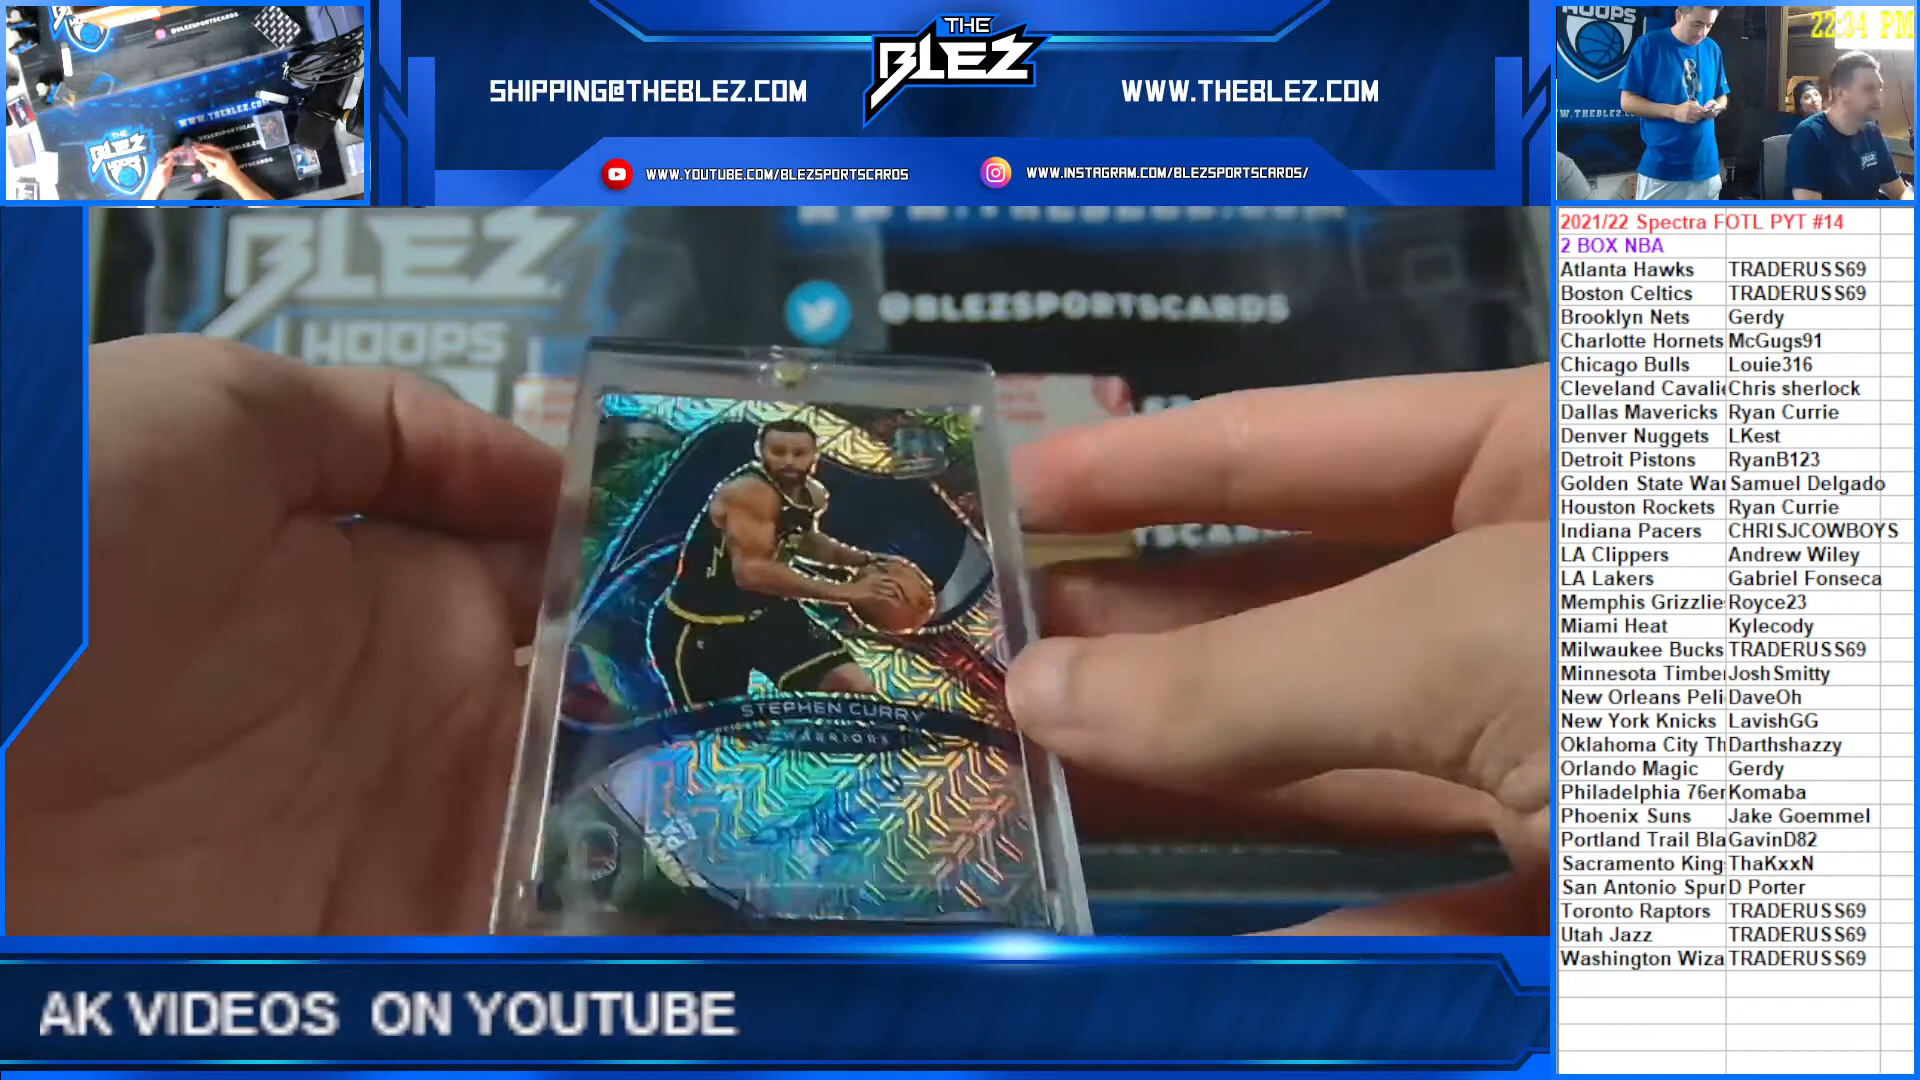 THE
BLEZ
SHIPPING@THEBLEZ.COM
WWW.THEBLEZ.COM
WWW.YOUTUBE.COM/BLEZSPORTSCARDS
WWW.INSTAGRAM.COM/BLEZSPORTSCARDS/
HOOPS
22:34 PM
BLEZ
HOOPS
@BLEZSPORTSCARDS
STEPHEN CURRY
WARRIORS
2021/22 Spectra FOTL PYT #14
2 BOX NBA
Atlanta Hawks TRADERUSS69
Boston Celtics TRADERUSS69
Brooklyn Nets Gerdy
Charlotte Hornets McGugs91
Chicago Bulls Louie316
Cleveland Cavali Chris sherlock
Dallas Mavericks Ryan Currie
Denver Nuggets LKest
Detroit Pistons RyanB123
Golden State War Samuel Delgado
Houston Rockets Ryan Currie
Indiana Pacers CHRISJCOWBOYS
LA Clippers Andrew Wiley
LA Lakers Gabriel Fonseca
Memphis Grizzlie Royce23
Miami Heat Kylecody
Milwaukee Bucks TRADERUSS69
Minnesota Timbe JoshSmitty
New Orleans Peli DaveOh
New York Knicks LavishGG
Oklahoma City Th Darthshazzy
Orlando Magic Gerdy
Philadelphia 76er Komaba
Phoenix Suns Jake Goemmel
Portland Trail Bla GavinD82
Sacramento King ThaKxxN
San Antonio Spur D Porter
Toronto Raptors TRADERUSS69
Utah Jazz TRADERUSS69
Washington Wiza TRADERUSS69
AK VIDEOS ON YOUTUBE